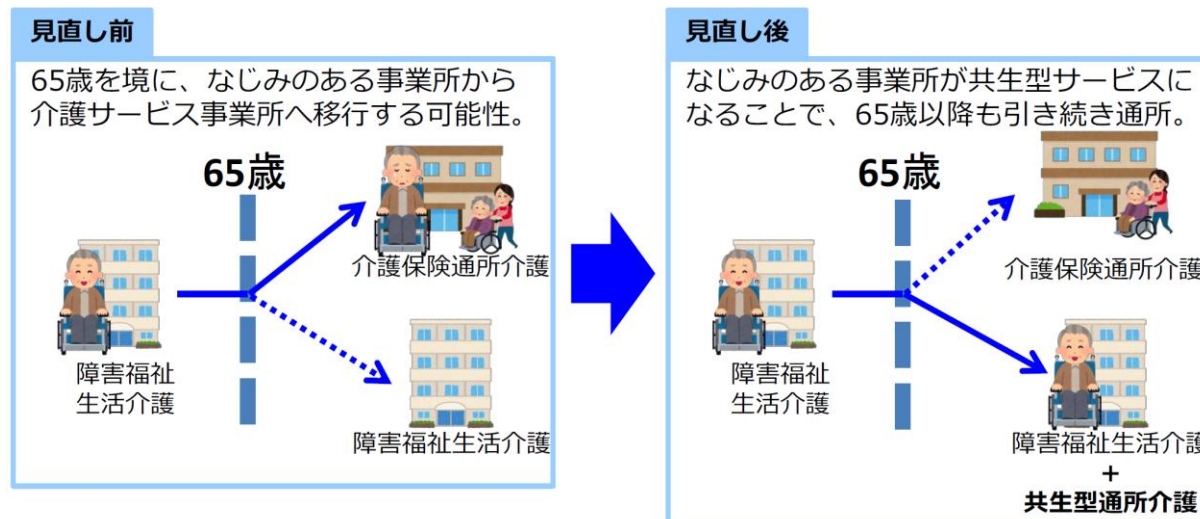 見直し前
65歳を境に、なじみのある事業所から
介護サービス事業所へ移行する可能性。
65歳
介護保険通所介護
障害福祉
生活介護
障害福祉生活介護
見直し後
なじみのある事業所が共生型サービスに
なることで、65歳以降も引き続き通所。
65歳
介護保険通所介護
障害福祉
生活介護
障害福祉生活介護
+
共生型通所介護